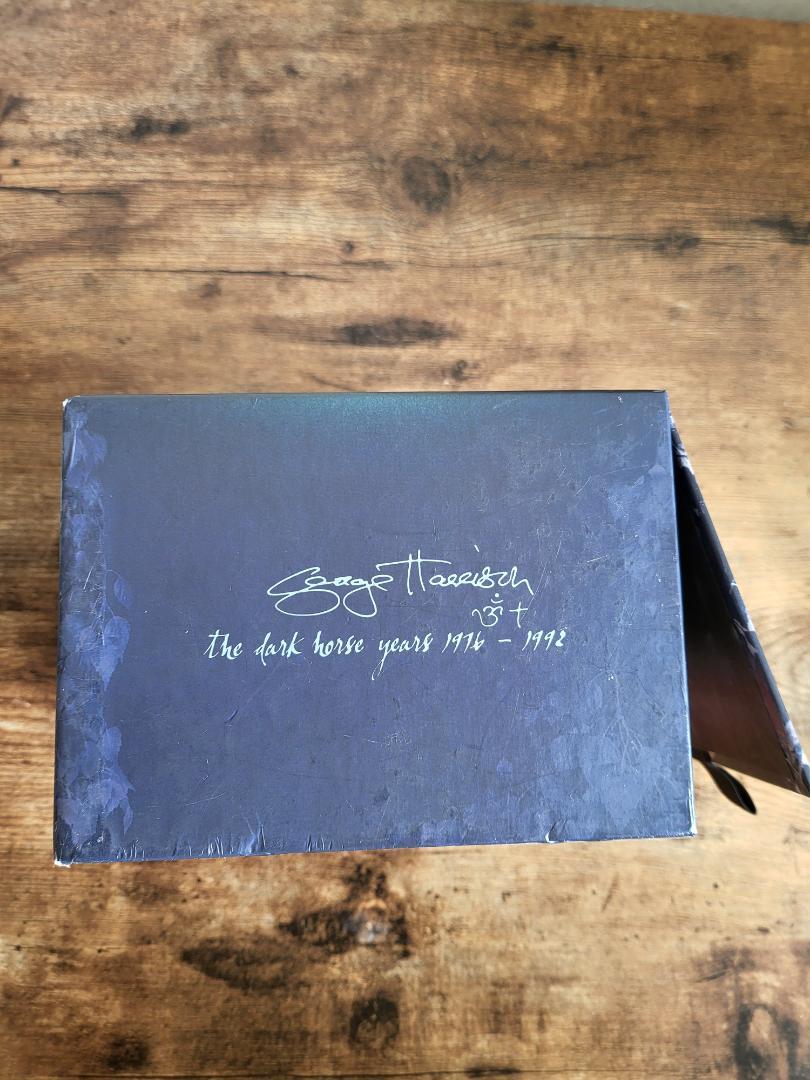 George Harrison
ॐ †
the dark horse years 1976 - 1992